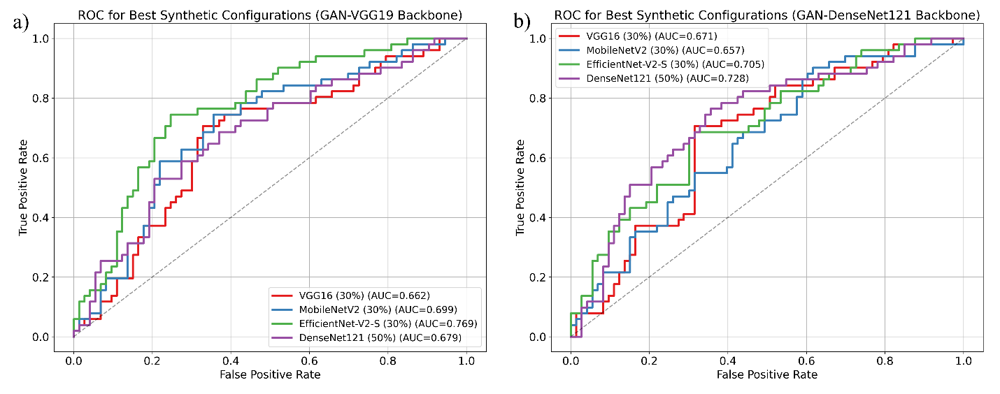 a)
ROC for Best Synthetic Configurations (GAN-VGG19 Backbone)
1.0
0.8
0.6
0.4
0.2
0.0
True Positive Rate
VGG16 (30%) (AUC=0.662)
MobileNetV2 (30%) (AUC=0.699)
EfficientNet-V2-S (30%) (AUC=0.769)
DenseNet121 (50%) (AUC=0.679)
0.0 0.2 0.4 0.6 0.8 1.0
False Positive Rate
b)
ROC for Best Synthetic Configurations (GAN-DenseNet121 Backbone)
VGG16 (30%) (AUC=0.671)
MobileNetV2 (30%) (AUC=0.657)
EfficientNet-V2-S (30%) (AUC=0.705)
DenseNet121 (50%) (AUC=0.728)
1.0
0.8
0.6
0.4
0.2
0.0
True Positive Rate
0.0 0.2 0.4 0.6 0.8 1.0
False Positive Rate